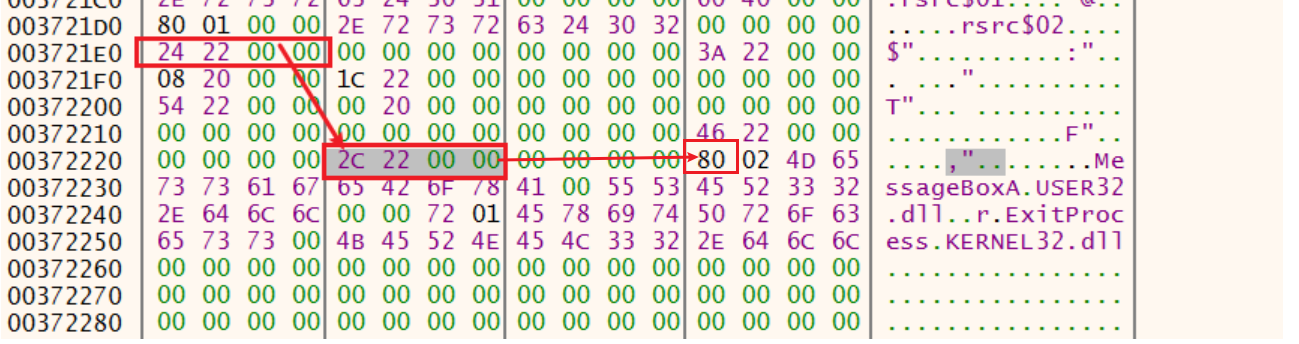 003721C0 2E 72 73 72 63 24 30 31 00 00 00 00 60 40 00 00 .rsrc$01....`@..
003721D0 80 01 00 00 2E 72 73 72 63 24 30 32 00 00 00 00 .....rsrc$02....
003721E0 24 22 00 00 00 00 00 00 00 00 00 00 3A 22 00 00 $"..........:"..
003721F0 08 20 00 00 1C 22 00 00 00 00 00 00 00 00 00 00 . ..."..........
00372200 54 22 00 00 00 20 00 00 00 00 00 00 00 00 00 00 T"... ..........
00372210 00 00 00 00 00 00 00 00 00 00 00 00 46 22 00 00 ............F"..
00372220 00 00 00 00 2C 22 00 00 00 00 00 00 80 02 4D 65 ....,"........Me
00372230 73 73 61 67 65 42 6F 78 41 00 55 53 45 52 33 32 ssageBoxA.USER32
00372240 2E 64 6C 6C 00 00 72 01 45 78 69 74 50 72 6F 63 .dll..r.ExitProc
00372250 65 73 73 00 4B 45 52 4E 45 4C 33 32 2E 64 6C 6C ess.KERNEL32.dll
00372260 00 00 00 00 00 00 00 00 00 00 00 00 00 00 00 00 ................
00372270 00 00 00 00 00 00 00 00 00 00 00 00 00 00 00 00 ................
00372280 00 00 00 00 00 00 00 00 00 00 00 00 00 00 00 00 ................